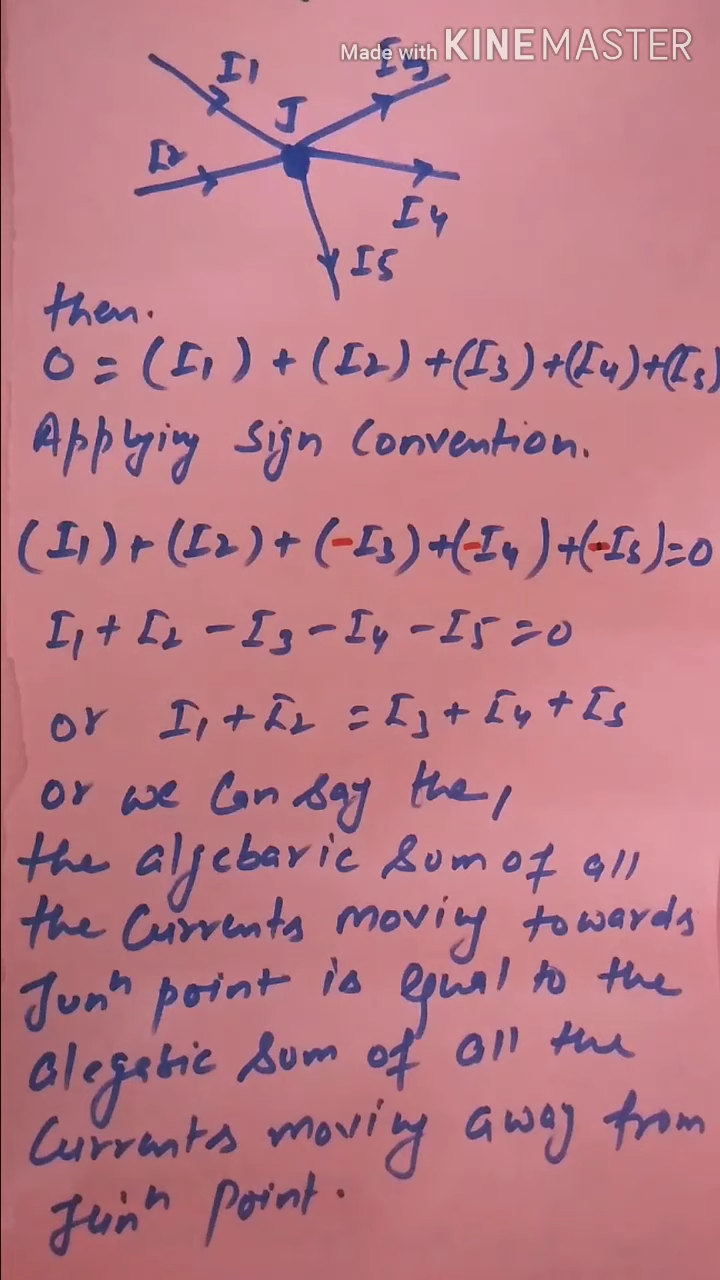 Made with KINEMASTER
I1 I3
J
I2
I4
I5
then.
0 = (I1) + (I2) + (I3) + (I4) + (I5)
Applying Sign Convention.
(I1) + (I2) + (-I3) + (-I4) + (-I5) = 0
I1 + I2 - I3 - I4 - I5 = 0
or I1 + I2 = I3 + I4 + I5
or we Can say the,
the aljebaric Sum of all
the Currents moving towards
Junⁿ point is equal to the
alegabic Sum of all the
Currents moving away from
Junⁿ point.